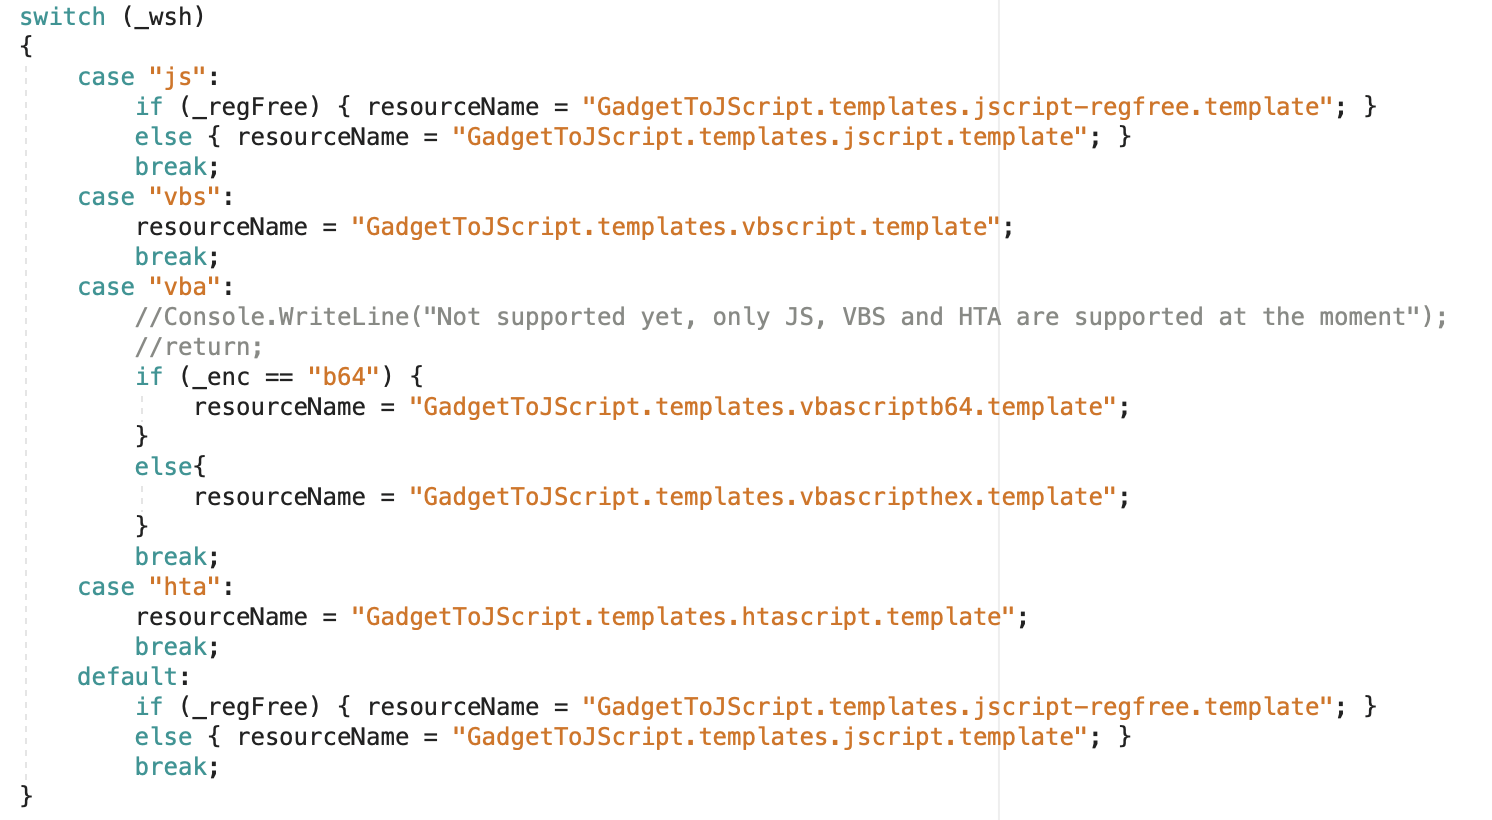 switch (_wsh)
{
    case "js":
        if (_regFree) { resourceName = "GadgetToJScript.templates.jscript-regfree.template"; }
        else { resourceName = "GadgetToJScript.templates.jscript.template"; }
        break;
    case "vbs":
        resourceName = "GadgetToJScript.templates.vbscript.template";
        break;
    case "vba":
        //Console.WriteLine("Not supported yet, only JS, VBS and HTA are supported at the moment");
        //return;
        if (_enc == "b64") {
            resourceName = "GadgetToJScript.templates.vbascriptb64.template";
        }
        else{
            resourceName = "GadgetToJScript.templates.vbascripthex.template";
        }
        break;
    case "hta":
        resourceName = "GadgetToJScript.templates.htascript.template";
        break;
    default:
        if (_regFree) { resourceName = "GadgetToJScript.templates.jscript-regfree.template"; }
        else { resourceName = "GadgetToJScript.templates.jscript.template"; }
        break;
}